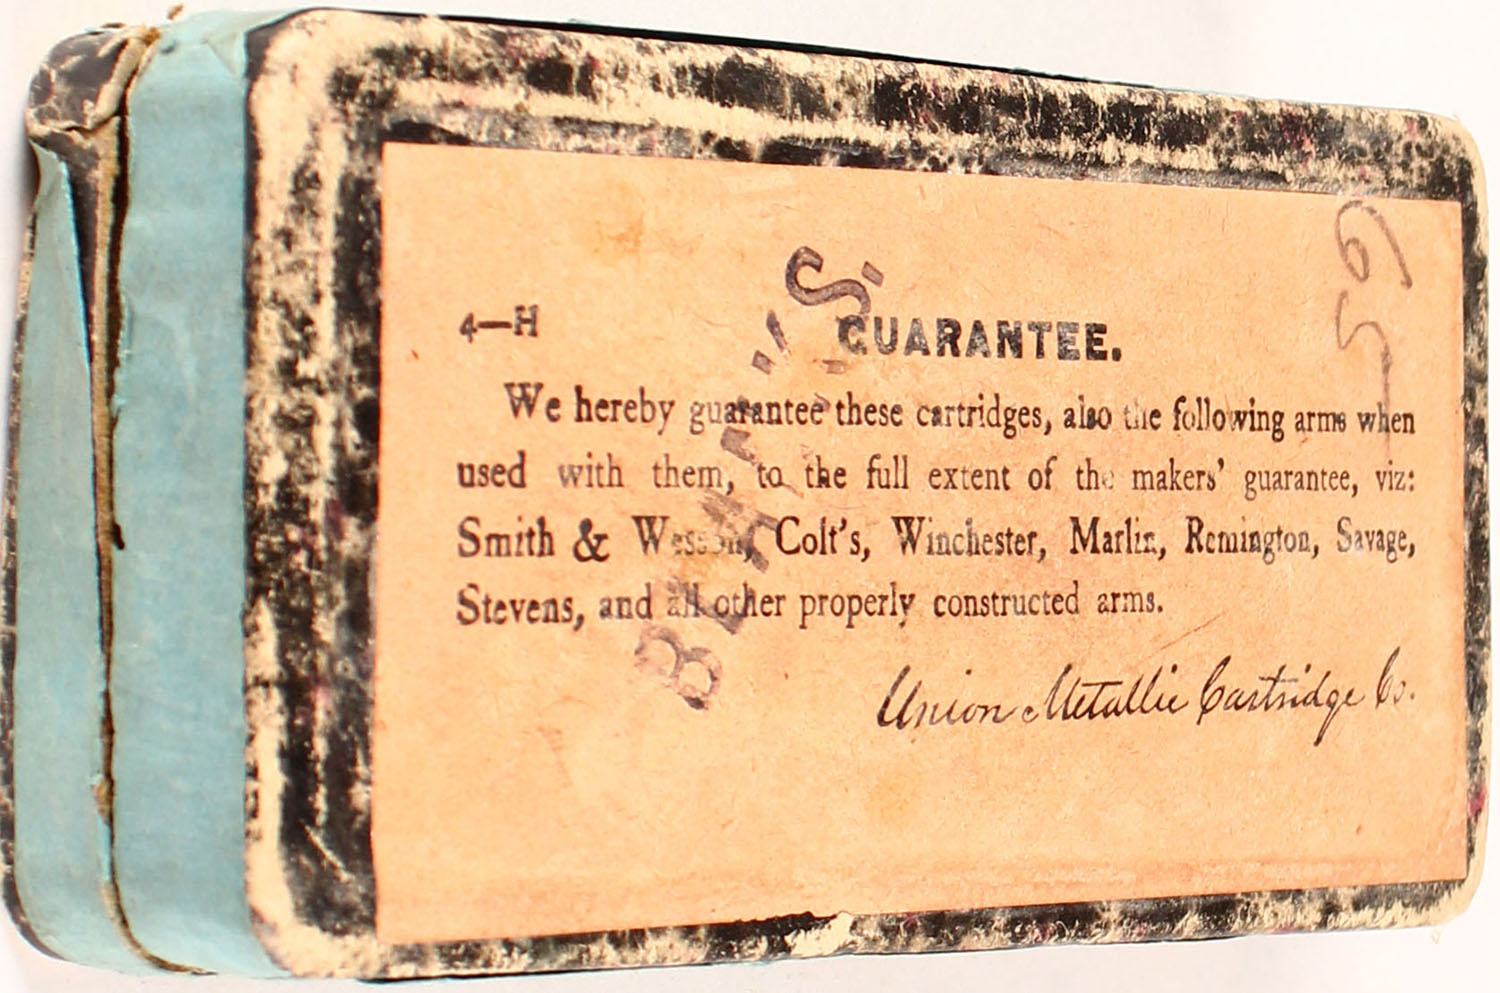 4—H
GUARANTEE.
We hereby guarantee these cartridges, also the following arms when
used with them, to the full extent of the makers' guarantee, viz:
Smith & Wesson, Colt's, Winchester, Marlin, Remington, Savage,
Stevens, and all other properly constructed arms.
Union Metallic Cartridge Co.